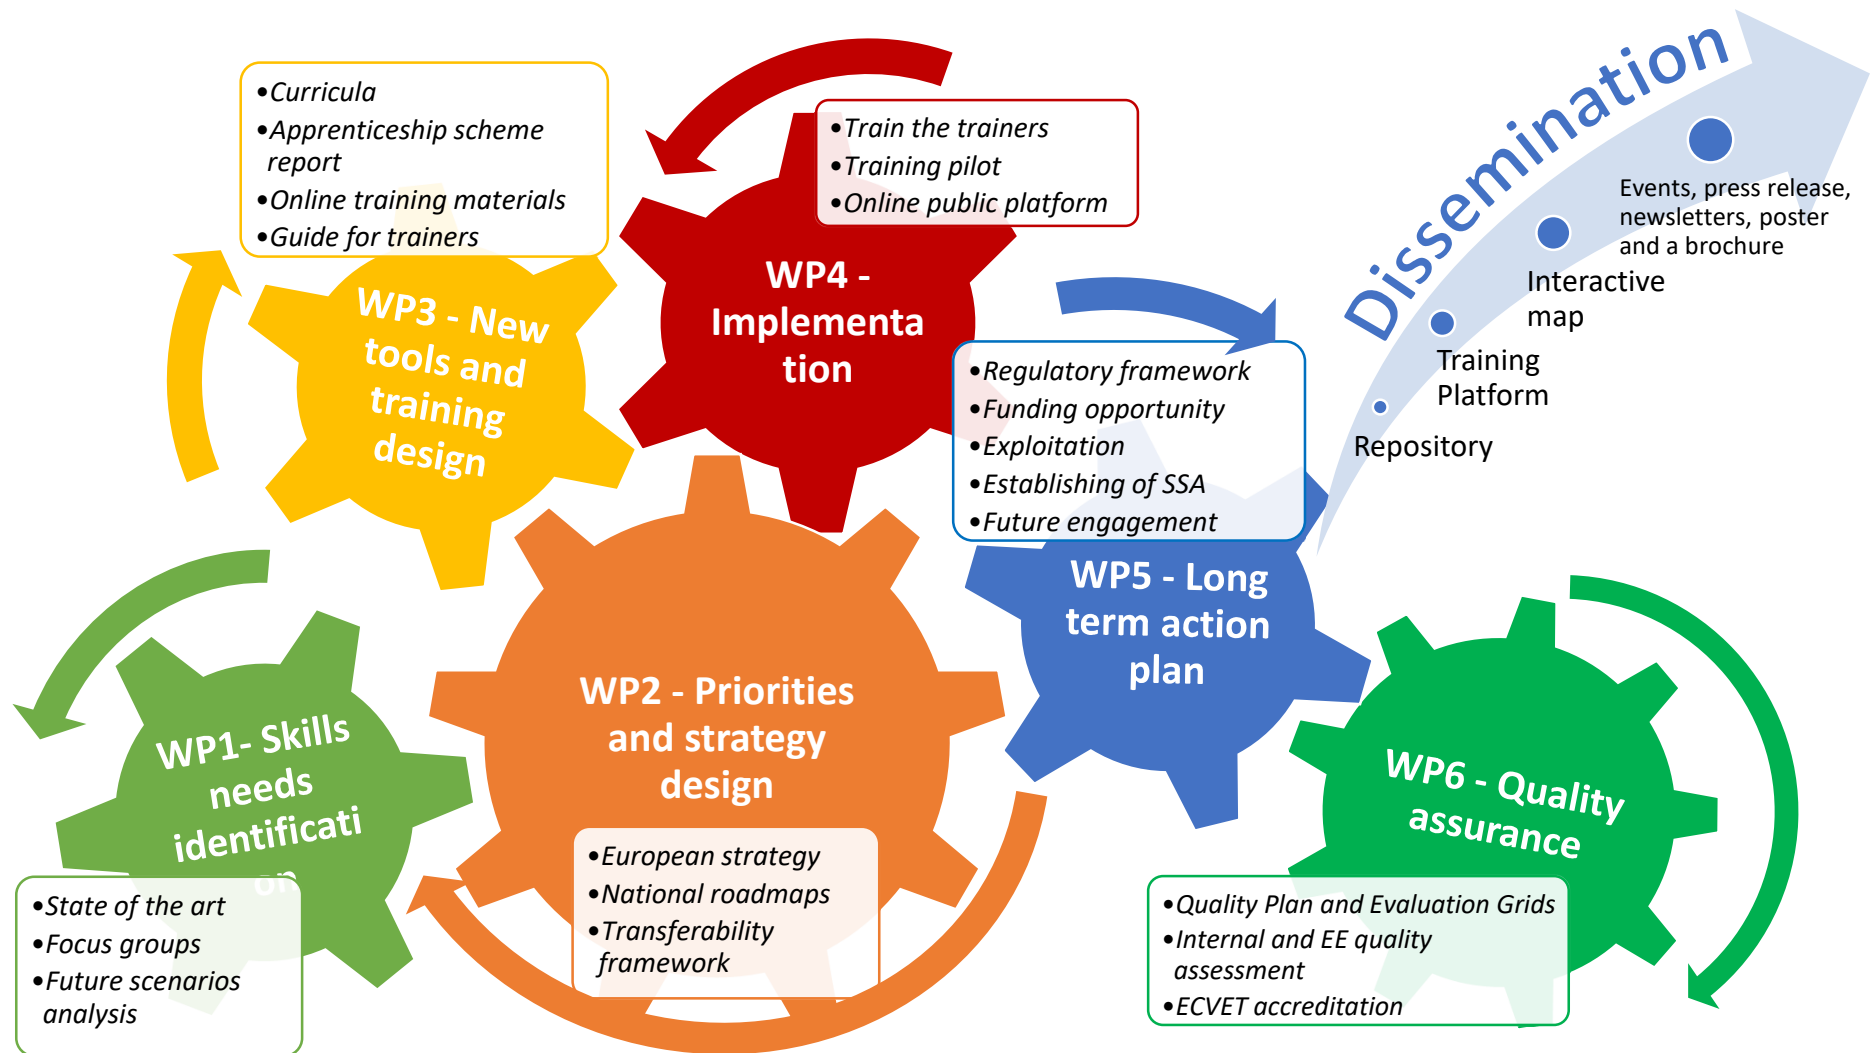 •Curricula
•Apprenticeship scheme
report
•Online training materials
•Guide for trainers
WP3 - New
tools and
training
design
•Train the trainers
•Training pilot
•Online public platform
WP4 -
Implementa
tion
•Regulatory framework
•Funding opportunity
•Exploitation
•Establishing of SSA
•Future engagement
WP5 - Long
term action
plan
Dissemination
Events, press release,
newsletters, poster
and a brochure
Interactive
map
Training
Platform
Repository
WP1- Skills
needs
identificati
on
•State of the art
•Focus groups
•Future scenarios
analysis
WP2 - Priorities
and strategy
design
•European strategy
•National roadmaps
•Transferability
framework
WP6 - Quality
assurance
•Quality Plan and Evaluation Grids
•Internal and EE quality
assessment
•ECVET accreditation